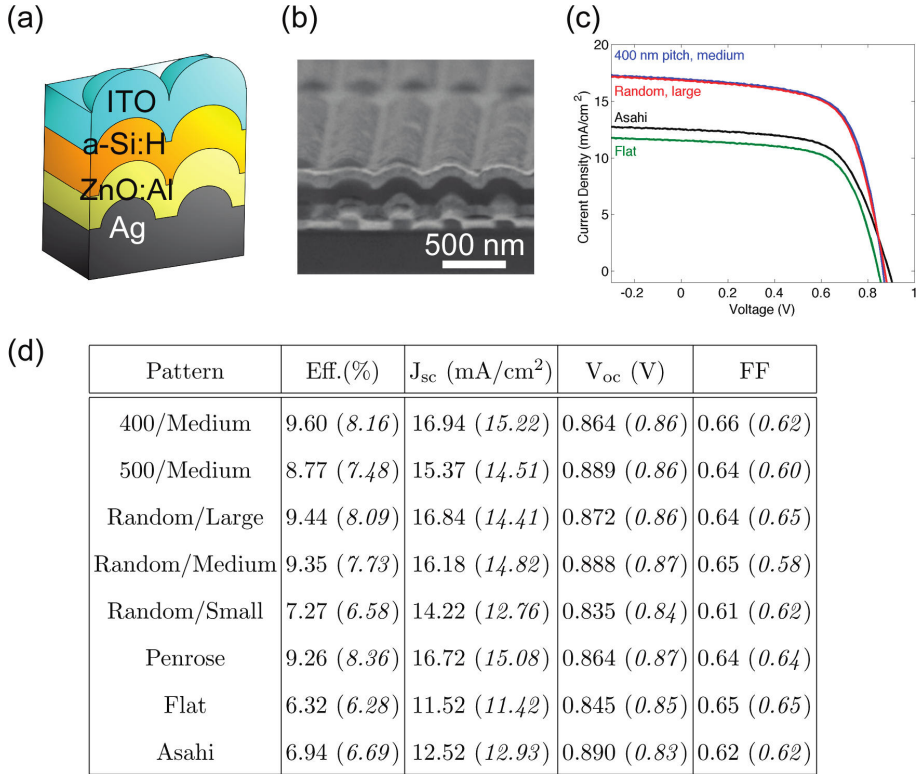 (a)
ITO
a-Si:H
ZnO:Al
Ag
(b)
500 nm
(c)
20
15
10
5
0
Current Density (mA/cm²)
400 nm pitch, medium
Random, large
Asahi
Flat
-0.2 0 0.2 0.4 0.6 0.8 1
Voltage (V)
(d)
Pattern Eff.(%) Jsc (mA/cm²) Voc (V) FF
400/Medium 9.60 (8.16) 16.94 (15.22) 0.864 (0.86) 0.66 (0.62)
500/Medium 8.77 (7.48) 15.37 (14.51) 0.889 (0.86) 0.64 (0.60)
Random/Large 9.44 (8.09) 16.84 (14.41) 0.872 (0.86) 0.64 (0.65)
Random/Medium 9.35 (7.73) 16.18 (14.82) 0.888 (0.87) 0.65 (0.58)
Random/Small 7.27 (6.58) 14.22 (12.76) 0.835 (0.84) 0.61 (0.62)
Penrose 9.26 (8.36) 16.72 (15.08) 0.864 (0.87) 0.64 (0.64)
Flat 6.32 (6.28) 11.52 (11.42) 0.845 (0.85) 0.65 (0.65)
Asahi 6.94 (6.69) 12.52 (12.93) 0.890 (0.83) 0.62 (0.62)